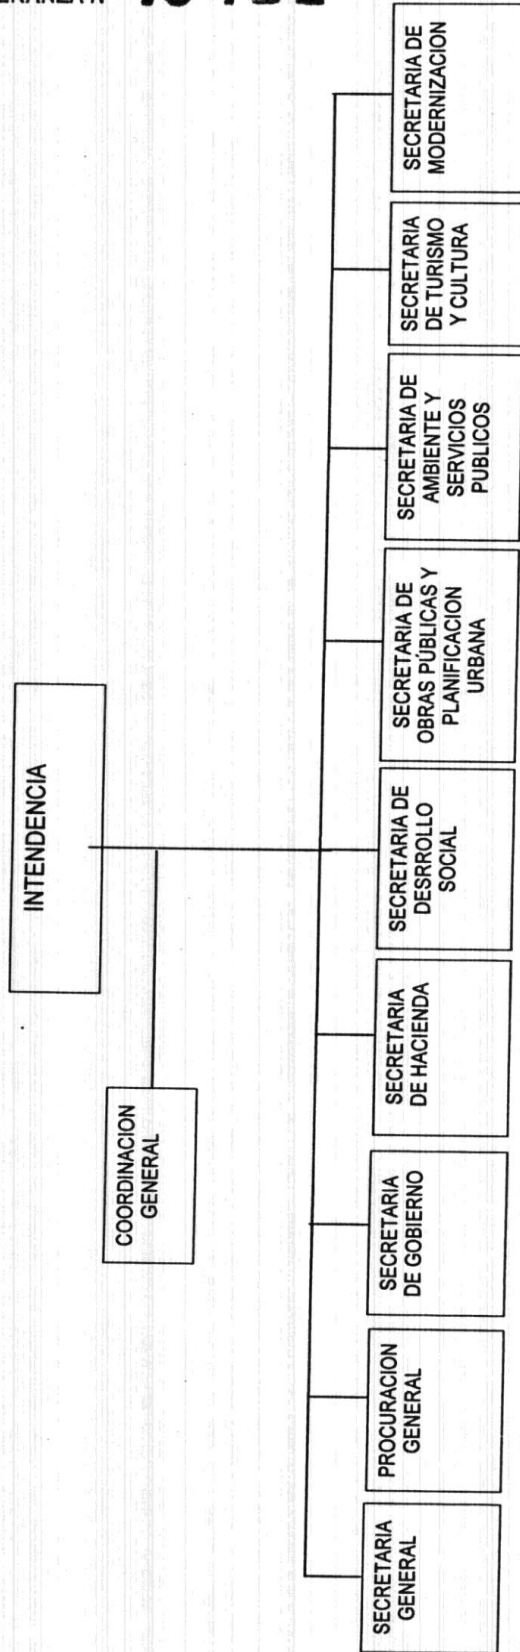 INTENDENCIA
COORDINACION
GENERAL
SECRETARIA
GENERAL
PROCURACION
GENERAL
SECRETARIA
DE GOBIERNO
SECRETARIA
DE HACIENDA
SECRETARIA DE
DESRROLLO
SOCIAL
SECRETARIA DE
OBRAS PÚBLICAS Y
PLANIFICACION
URBANA
SECRETARIA DE
AMBIENTE Y
SERVICIOS
PUBLICOS
SECRETARIA
DE TURISMO
Y CULTURA
SECRETARIA DE
MODERNIZACION